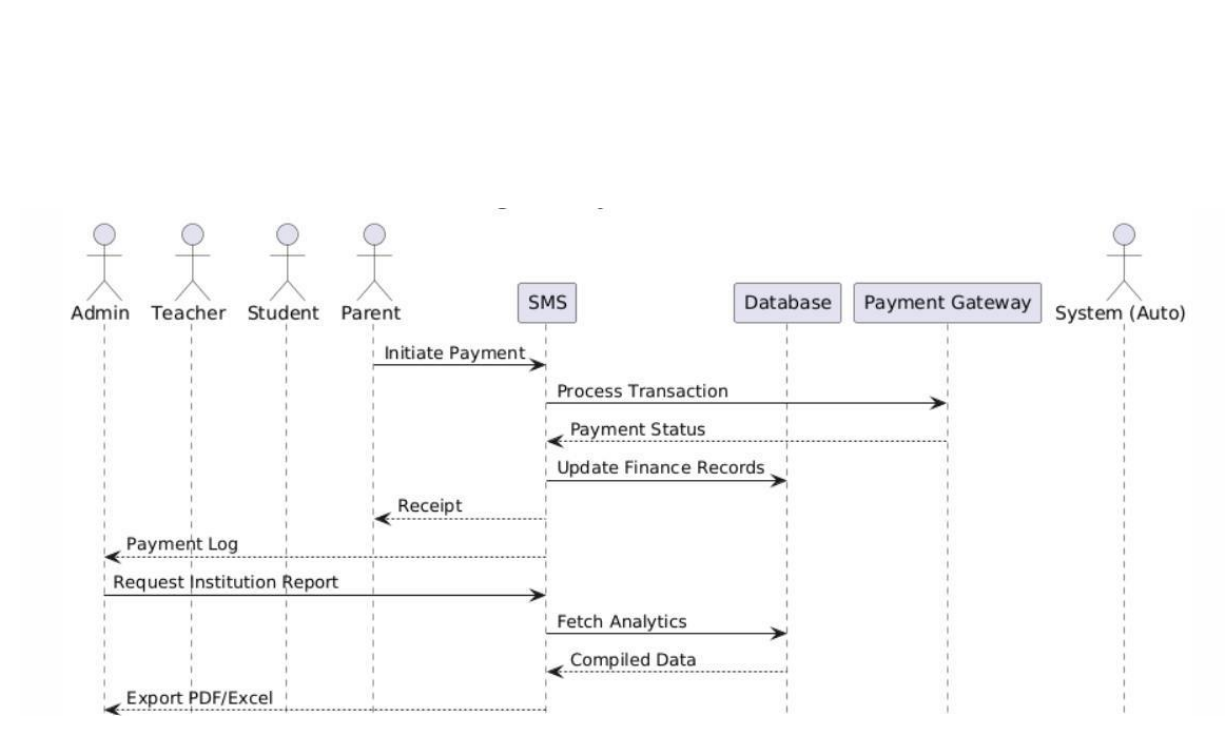 Admin
Teacher
Student
Parent
SMS
Database
Payment Gateway
System (Auto)
Initiate Payment
Process Transaction
Payment Status
Update Finance Records
Receipt
Payment Log
Request Institution Report
Fetch Analytics
Compiled Data
Export PDF/Excel